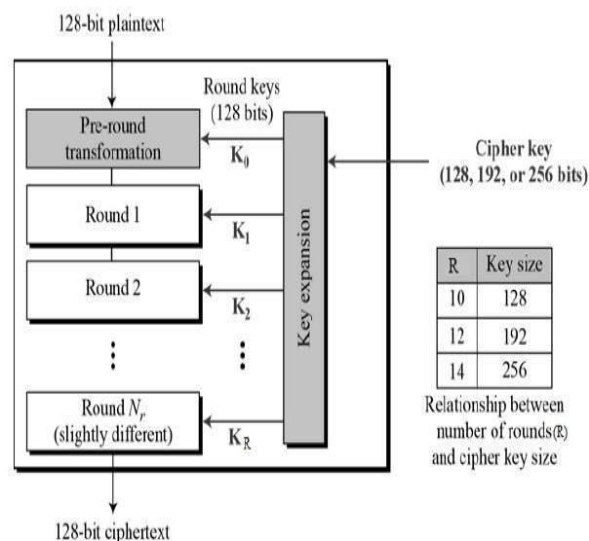 128-bit plaintext
Round keys
(128 bits)
Pre-round
transformation
K₀
Cipher key
(128, 192, or 256 bits)
Round 1
K₁
Round 2
K₂
Key expansion
⋮
⋮
Round Nᵣ
(slightly different)
K_R
R Key size
10 128
12 192
14 256
Relationship between
number of rounds(R)
and cipher key size
128-bit ciphertext